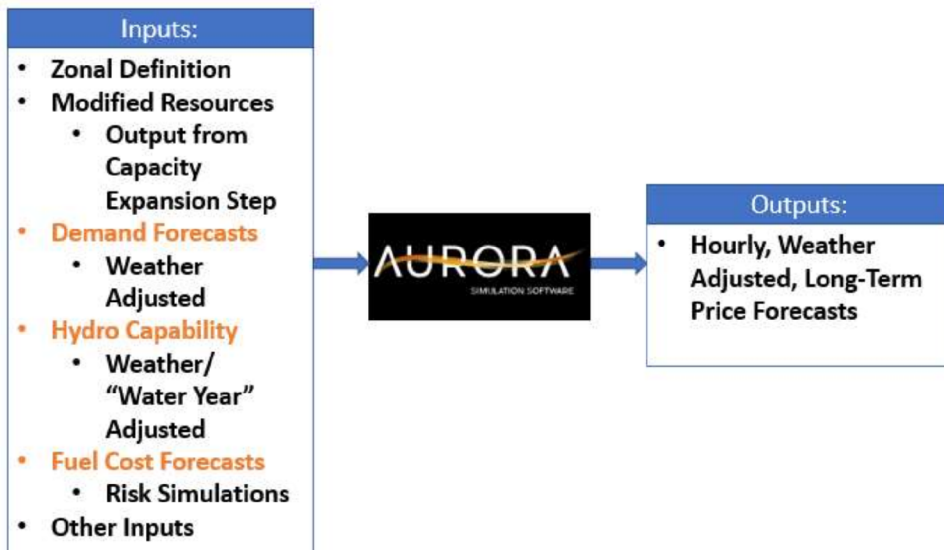 Inputs:
• Zonal Definition
• Modified Resources
• Output from
Capacity
Expansion Step
• Demand Forecasts
• Weather
Adjusted
• Hydro Capability
• Weather/
“Water Year”
Adjusted
• Fuel Cost Forecasts
• Risk Simulations
• Other Inputs
AURORA
SIMULATION SOFTWARE
Outputs:
• Hourly, Weather
Adjusted, Long-Term
Price Forecasts